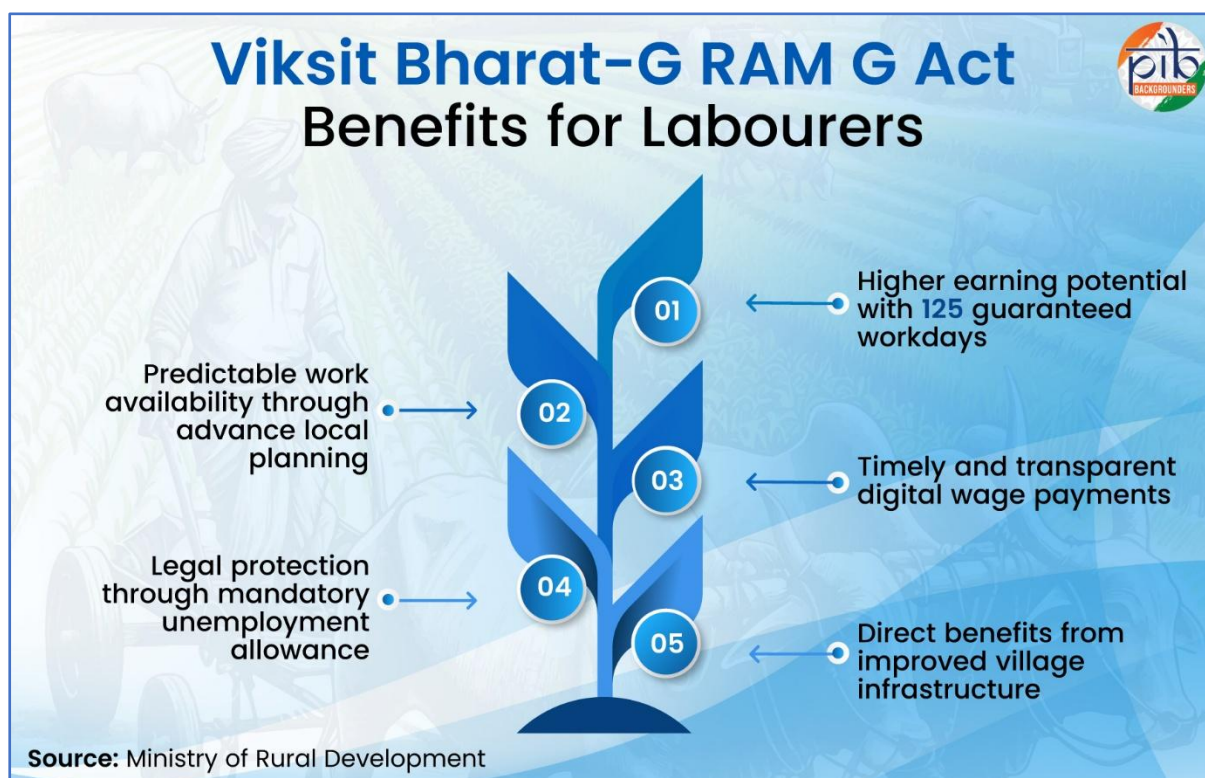 Viksit Bharat-G RAM G Act
Benefits for Labourers
pib
BACKGROUNDERS
01
Higher earning potential
with 125 guaranteed
workdays
Predictable work
availability through
advance local
planning
02
03
Timely and transparent
digital wage payments
Legal protection
through mandatory
unemployment
allowance
04
05
Direct benefits from
improved village
infrastructure
Source: Ministry of Rural Development